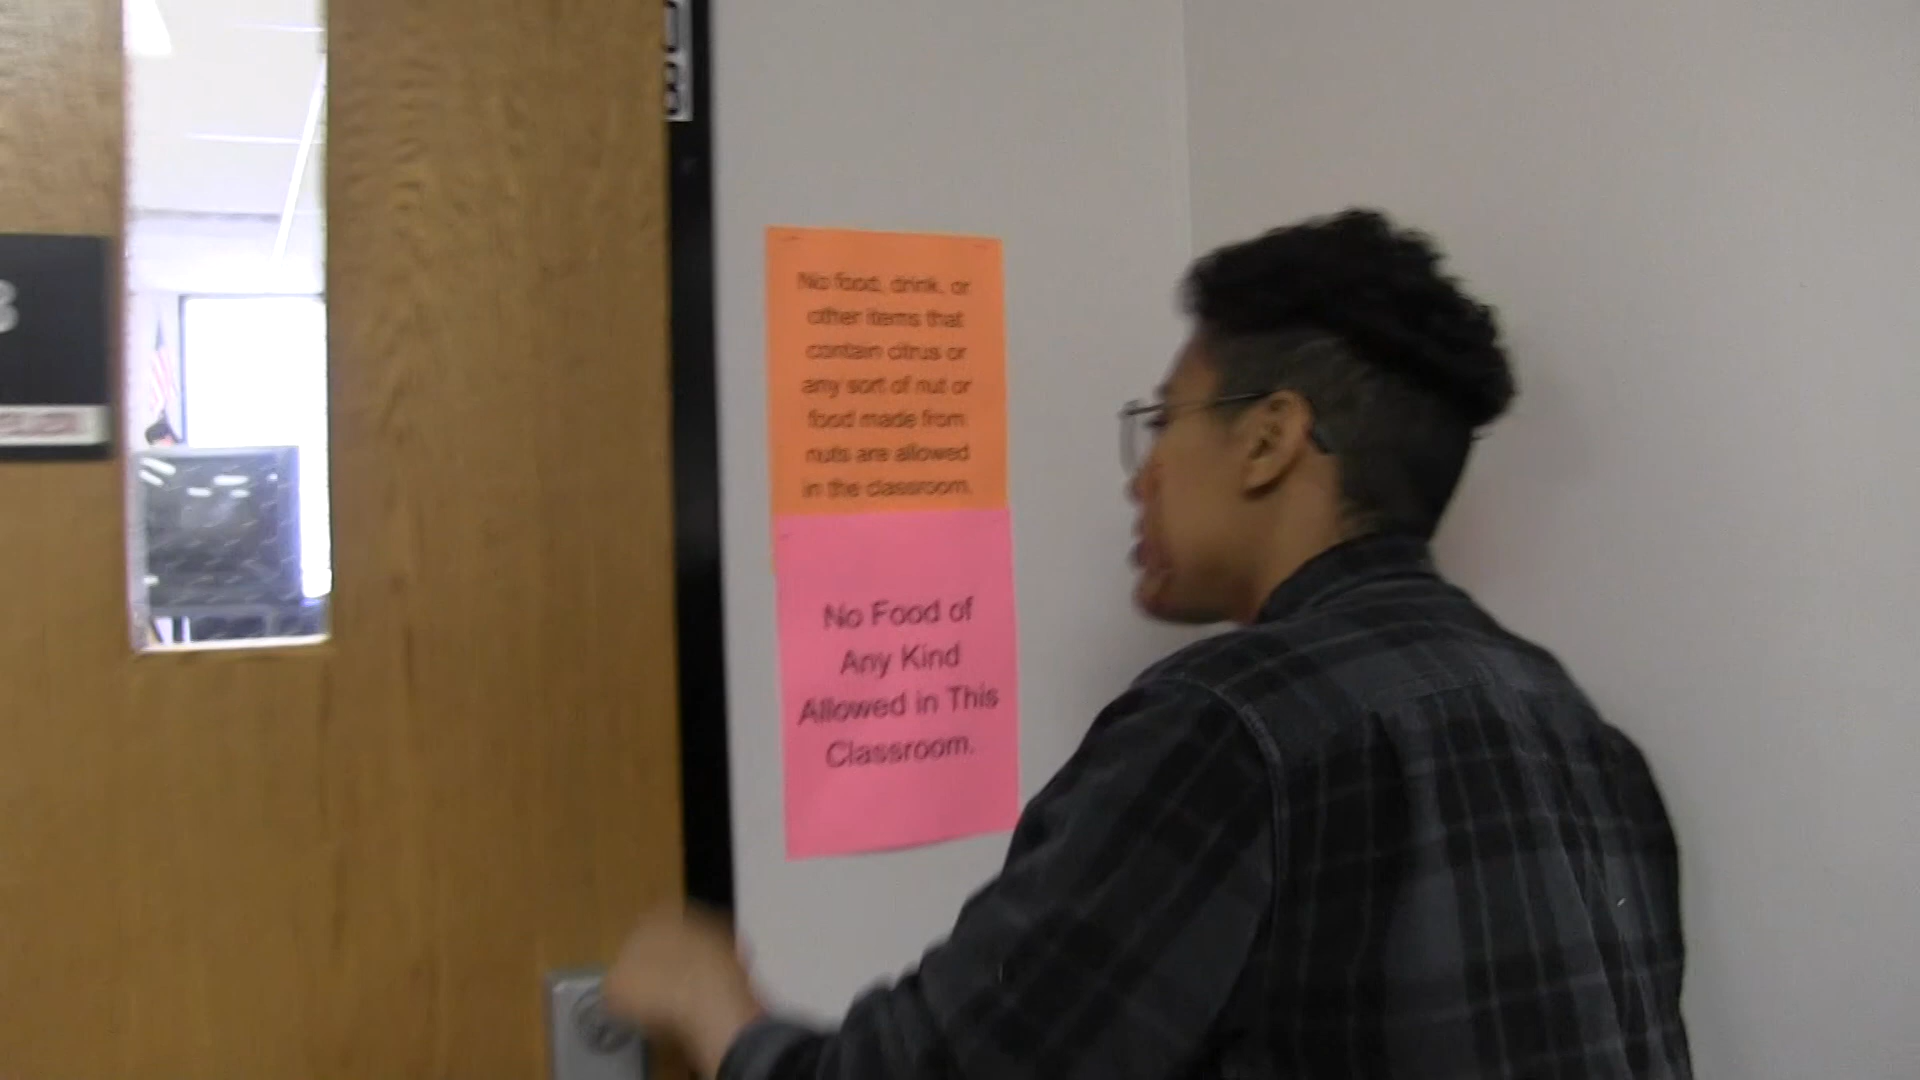 No food, drink, or
other items that
contain citrus or
any sort of nut or
food made from
nuts are allowed
in the classroom.
No Food of
Any Kind
Allowed in This
Classroom.